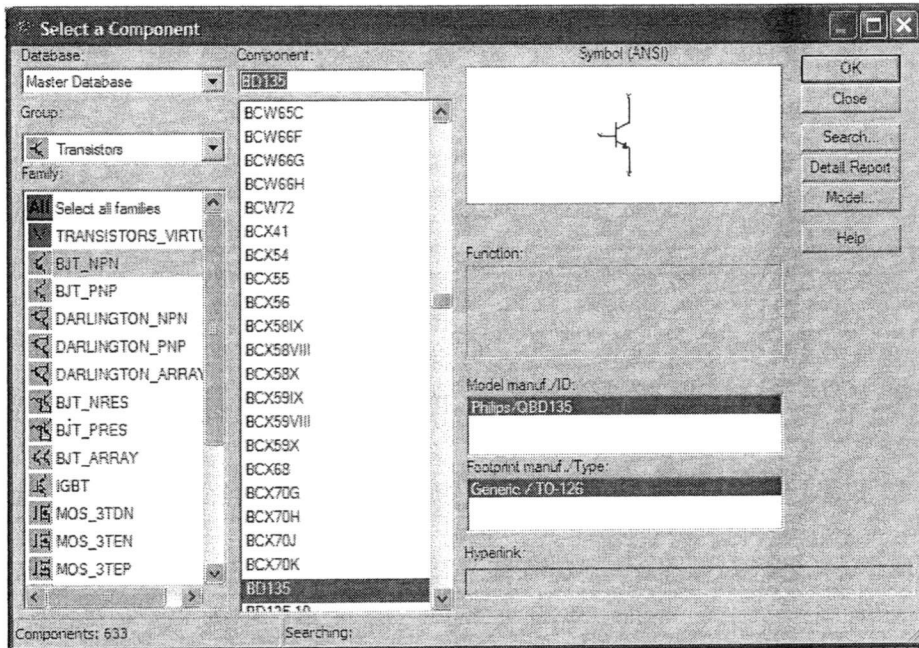 Select a Component
Database:
Master Database
Group:
Transistors
Family:
All Select all families
TRANSISTORS_VIRTU
BJT_NPN
BJT_PNP
DARLINGTON_NPN
DARLINGTON_PNP
DARLINGTON_ARRAY
BJT_NRES
BJT_PRES
BJT_ARRAY
IGBT
MOS_3TDN
MOS_3TEN
MOS_3TEP
Component:
BD135
BCW65C
BCW66F
BCW66G
BCW66H
BCW72
BCX41
BCX54
BCX55
BCX56
BCX58IX
BCX58VIII
BCX58X
BCX59IX
BCX59VIII
BCX59X
BCX68
BCX70G
BCX70H
BCX70J
BCX70K
BD135
BD135-10
Symbol (ANSI)
Function:
Model manuf./ID:
Philips/QBD135
Footprint manuf./Type:
Generic / TO-126
Hyperlink:
OK
Close
Search...
Detail Report
Model...
Help
Components: 633
Searching: